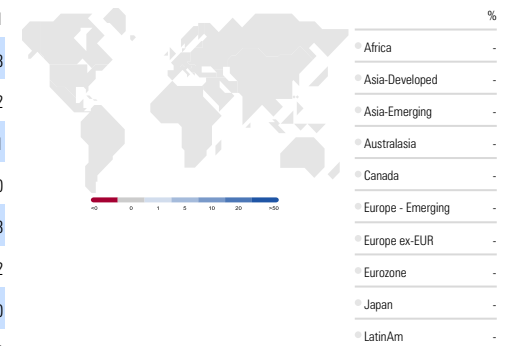 %
Africa -
Asia-Developed -
Asia-Emerging -
Australasia -
Canada -
<0 0 1 5 10 20 >50
Europe - Emerging -
Europe ex-EUR -
Eurozone -
Japan -
LatinAm -